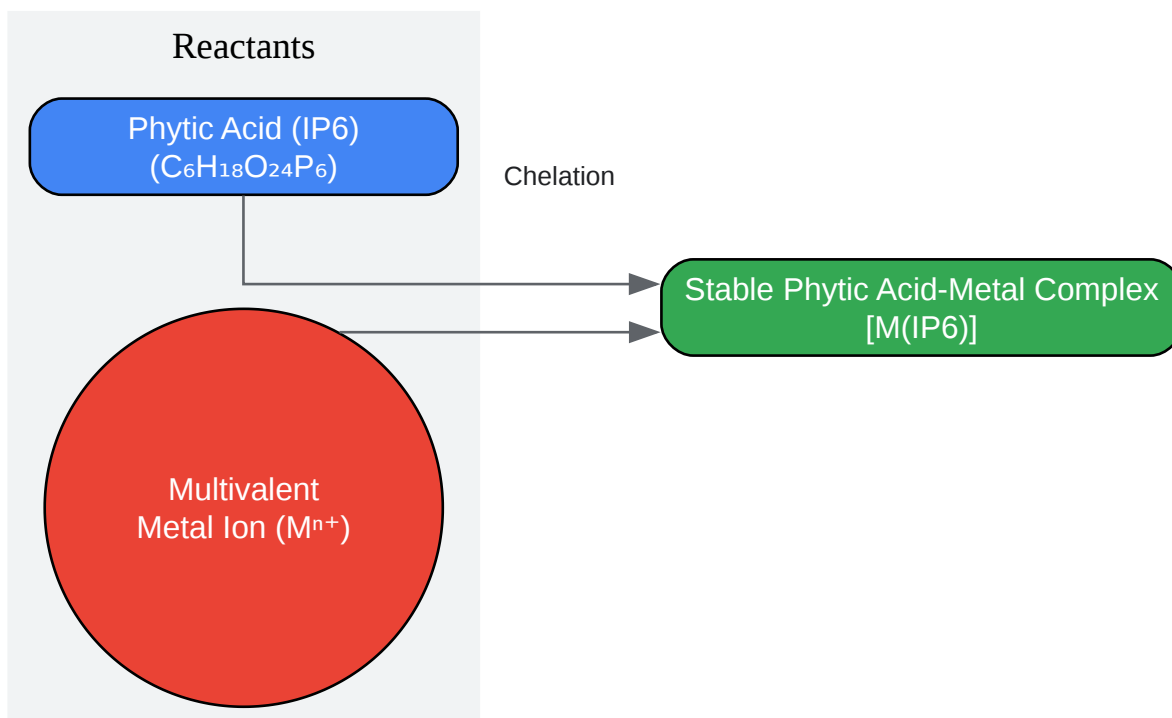 Reactants
Phytic Acid (IP6)
(C₆H₁₈O₂₄P₆)
Chelation
Stable Phytic Acid-Metal Complex
[M(IP6)]
Multivalent
Metal Ion (Mⁿ⁺)